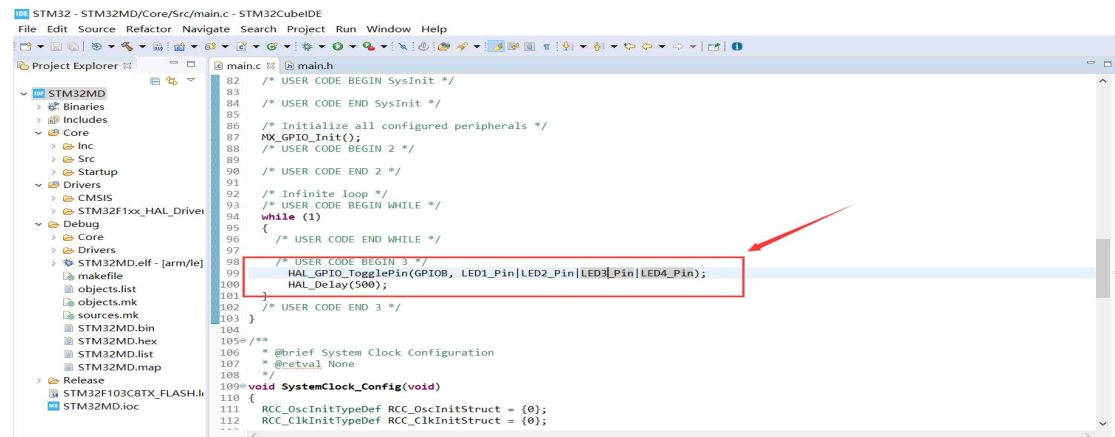 IDE STM32 - STM32MD/Core/Src/main.c - STM32CubeIDE
File Edit Source Refactor Navigate Search Project Run Window Help
Project Explorer
main.c
main.h
STM32MD
Binaries
Includes
Core
Inc
Src
Startup
Drivers
CMSIS
STM32F1xx_HAL_Driver
Debug
Core
Drivers
STM32MD.elf - [arm/le]
makefile
objects.list
objects.mk
sources.mk
STM32MD.bin
STM32MD.hex
STM32MD.list
STM32MD.map
Release
STM32F103C8TX_FLASH.l
STM32MD.ioc
82 /* USER CODE BEGIN SysInit */
83
84 /* USER CODE END SysInit */
85
86 /* Initialize all configured peripherals */
87 MX_GPIO_Init();
88 /* USER CODE BEGIN 2 */
89
90 /* USER CODE END 2 */
91
92 /* Infinite loop */
93 /* USER CODE BEGIN WHILE */
94 while (1)
95 {
96 /* USER CODE END WHILE */
97
98 /* USER CODE BEGIN 3 */
99 HAL_GPIO_TogglePin(GPIOB, LED1_Pin|LED2_Pin|LED3_Pin|LED4_Pin);
100 HAL_Delay(500);
101 }
102 /* USER CODE END 3 */
103 }
104
105 /**
106 * @brief System Clock Configuration
107 * @retval None
108 */
109 void SystemClock_Config(void)
110 {
111 RCC_OscInitTypeDef RCC_OscInitStruct = {0};
112 RCC_ClkInitTypeDef RCC_ClkInitStruct = {0};